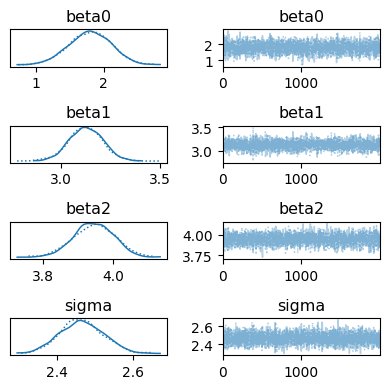 beta0 beta0
2
1
1 2 0 1000
beta1 beta1
3.5
3.0
3.0 3.5 0 1000
beta2 beta2
4.00
3.75
3.8 4.0 0 1000
sigma sigma
2.6
2.4
2.4 2.6 0 1000